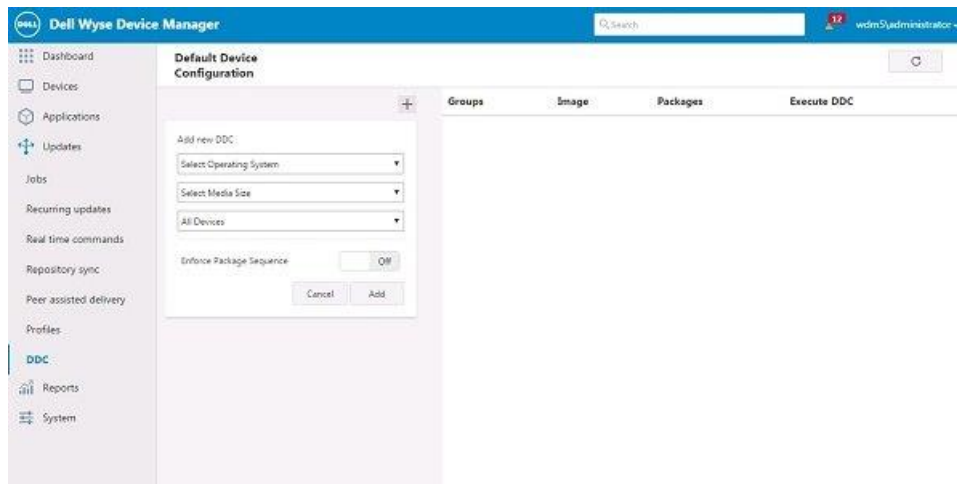 DELL Dell Wyse Device Manager
Search
12
wdm5\administrator
Dashboard
Devices
Applications
Updates
Jobs
Recurring updates
Real time commands
Repository sync
Peer assisted delivery
Profiles
DDC
Reports
System
Default Device
Configuration
+
Add new DDC
Select Operating System
Select Media Size
All Devices
Enforce Package Sequence Off
Cancel Add
Groups Image Packages Execute DDC